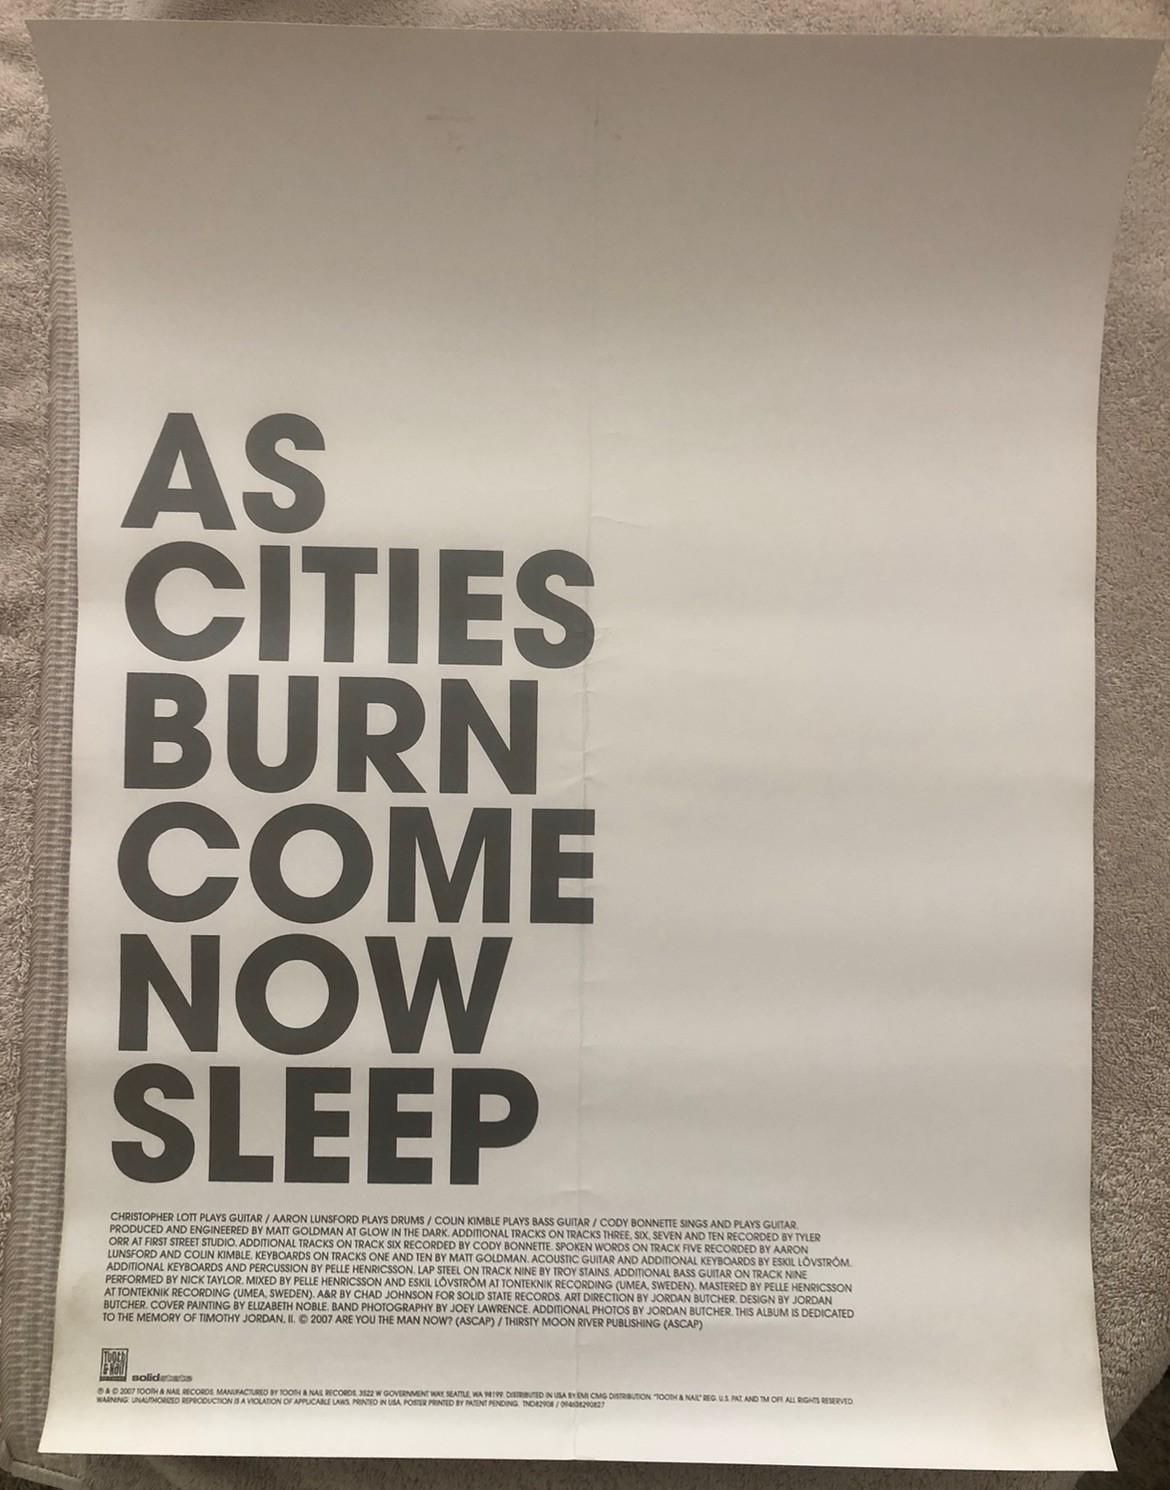 AS
CITIES
BURN
COME
NOW
SLEEP
CHRISTOPHER LOTT PLAYS GUITAR / AARON LUNSFORD PLAYS DRUMS / COLIN KIMBLE PLAYS BASS GUITAR / CODY BONNETTE SINGS AND PLAYS GUITAR.
PRODUCED AND ENGINEERED BY MATT GOLDMAN AT GLOW IN THE DARK. ADDITIONAL TRACKS ON TRACKS THREE, SIX, SEVEN AND TEN RECORDED BY TYLER
ORR AT FIRST STREET STUDIO. ADDITIONAL TRACKS ON TRACK SIX RECORDED BY CODY BONNETTE. SPOKEN WORDS ON TRACK FIVE RECORDED BY AARON
LUNSFORD AND COLIN KIMBLE. KEYBOARDS ON TRACKS ONE AND TEN BY MATT GOLDMAN. ACOUSTIC GUITAR AND ADDITIONAL KEYBOARDS BY ESKIL LÖVSTRÖM.
ADDITIONAL KEYBOARDS AND PERCUSSION BY PELLE HENRICSSON. LAP STEEL ON TRACK NINE BY TROY STAINS. ADDITIONAL BASS GUITAR ON TRACK NINE
PERFORMED BY NICK TAYLOR. MIXED BY PELLE HENRICSSON AND ESKIL LÖVSTRÖM AT TONTEKNIK RECORDING (UMEA, SWEDEN). MASTERED BY PELLE HENRICSSON
AT TONTEKNIK RECORDING (UMEA, SWEDEN). A&R BY CHAD JOHNSON FOR SOLID STATE RECORDS. ART DIRECTION BY JORDAN BUTCHER. DESIGN BY JORDAN
BUTCHER. COVER PAINTING BY ELIZABETH NOBLE. BAND PHOTOGRAPHY BY JOEY LAWRENCE. ADDITIONAL PHOTOS BY JORDAN BUTCHER. THIS ALBUM IS DEDICATED
TO THE MEMORY OF TIMOTHY JORDAN, II. © 2007 ARE YOU THE MAN NOW? (ASCAP) / THIRSTY MOON RIVER PUBLISHING (ASCAP)
Tooth
& Nail
solidstate
℗ & © 2007 TOOTH & NAIL RECORDS. MANUFACTURED BY TOOTH & NAIL RECORDS, 3522 W GOVERNMENT WAY, SEATTLE, WA 98199. DISTRIBUTED IN USA BY EMI CMG DISTRIBUTION. "TOOTH & NAIL" REG. U.S. PAT. AND TM OFF. ALL RIGHTS RESERVED.
WARNING: UNAUTHORIZED REPRODUCTION IS A VIOLATION OF APPLICABLE LAWS. PRINTED IN USA. POSTER PRINTED BY PATENT PENDING. TND82908 / 094638290827